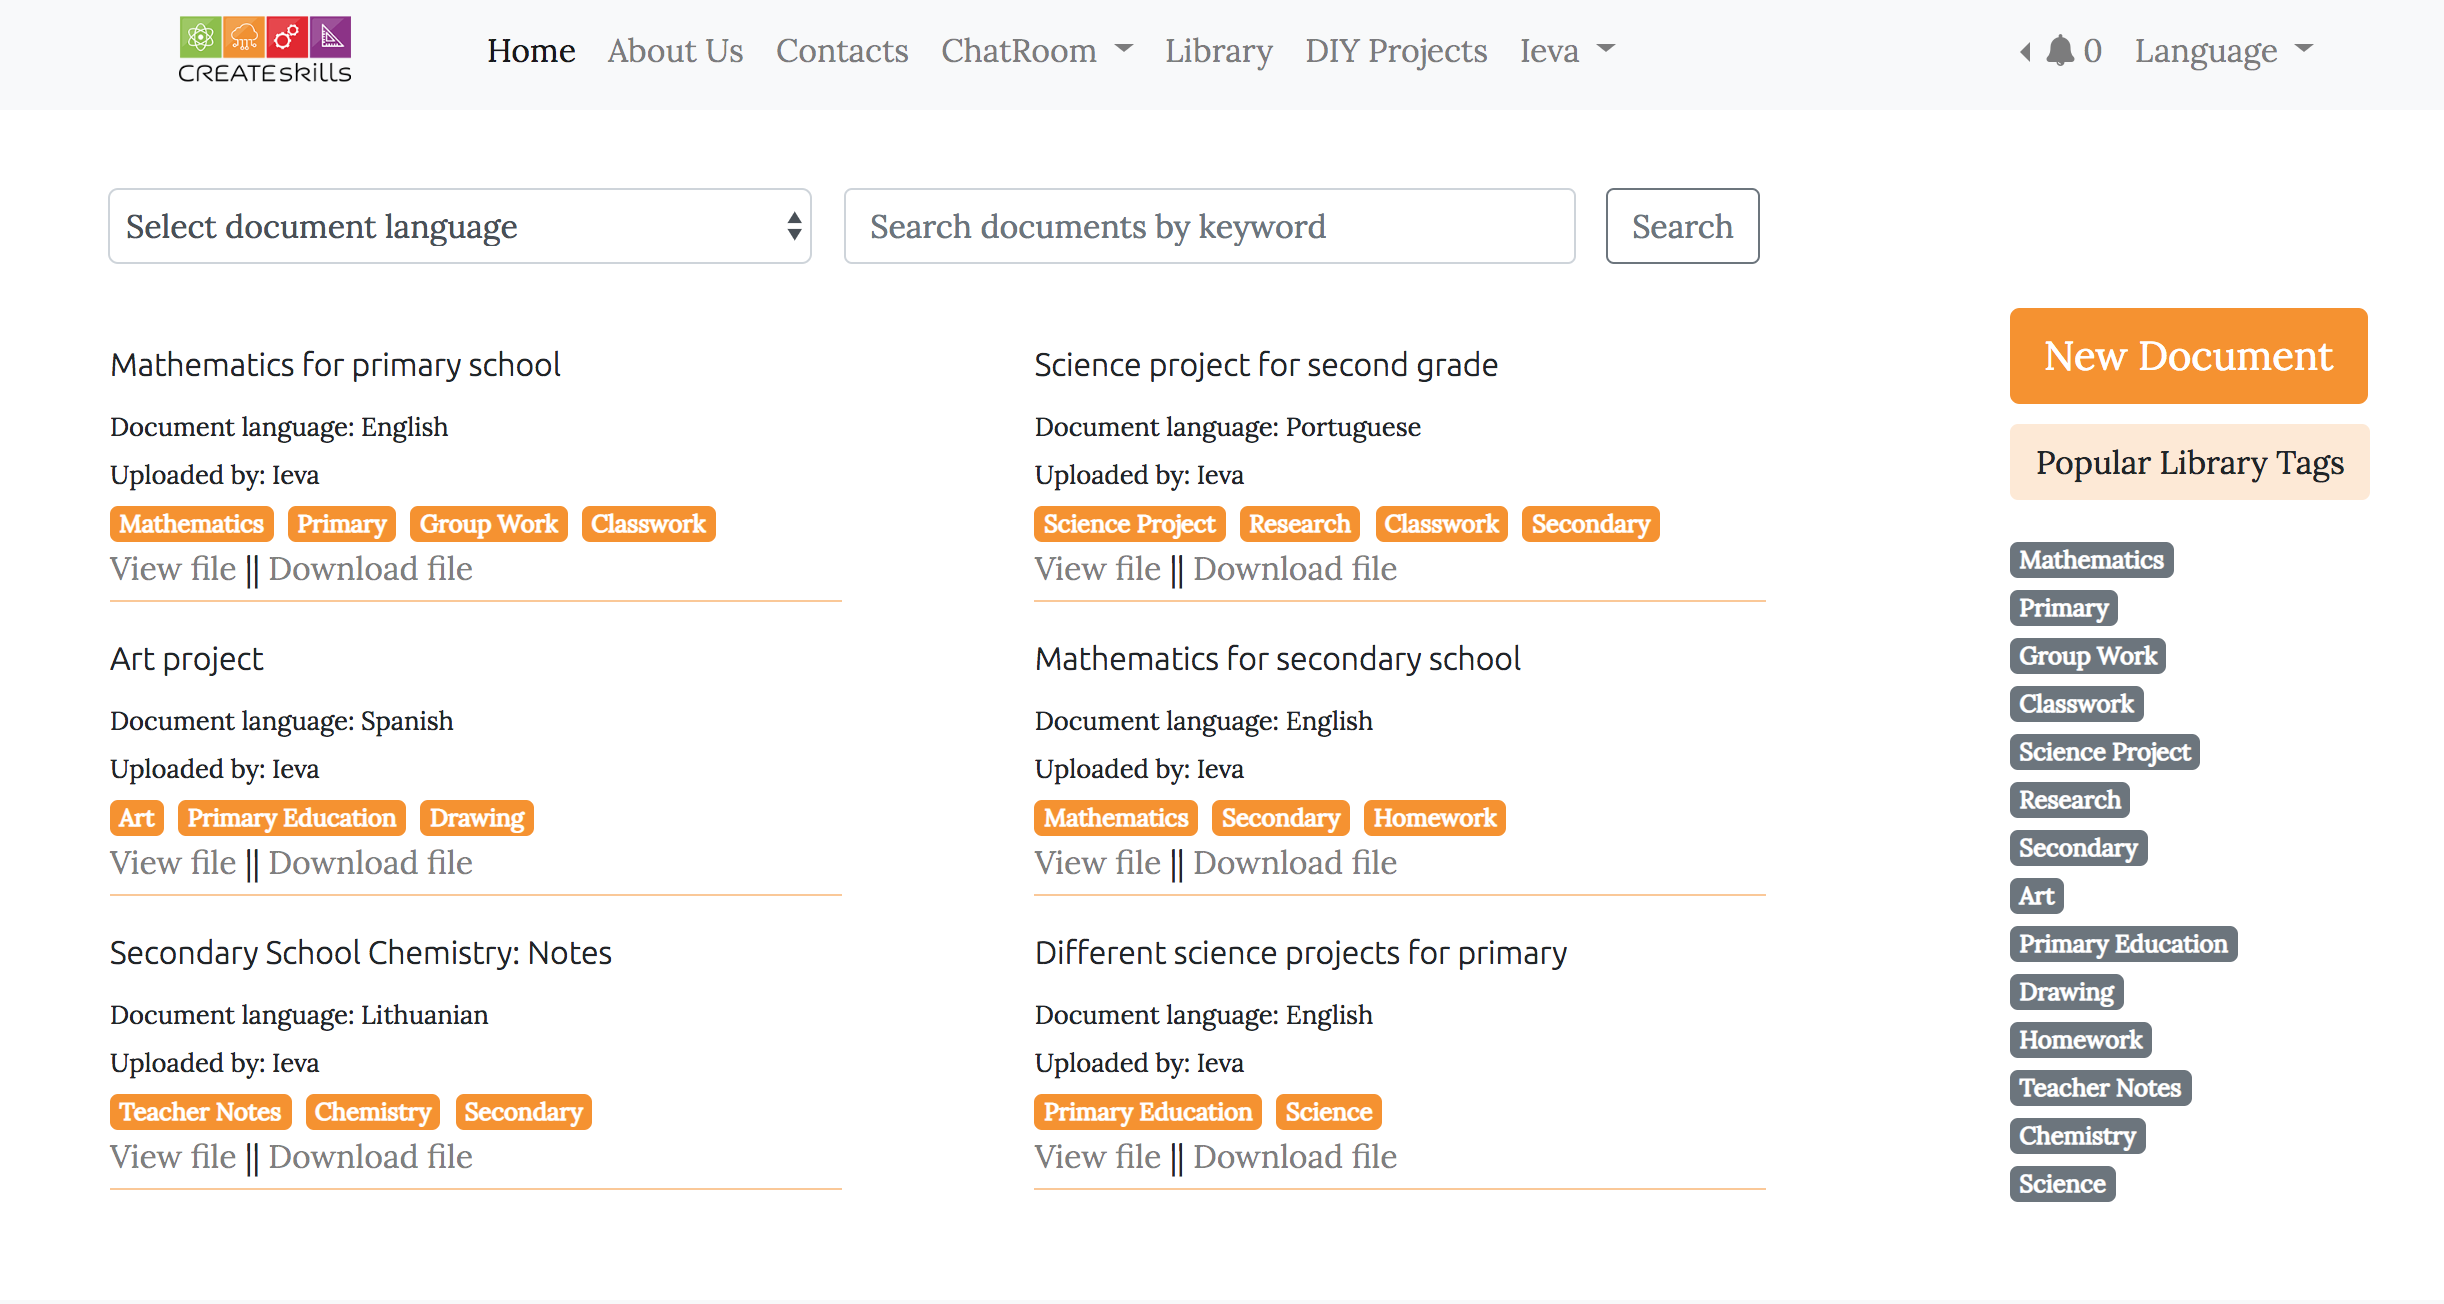 CREATEskills
Home About Us Contacts ChatRoom Library DIY Projects Ieva 0 Language
Select document language Search documents by keyword Search
Mathematics for primary school
Document language: English
Uploaded by: Ieva
Mathematics Primary Group Work Classwork
View file || Download file
Science project for second grade
Document language: Portuguese
Uploaded by: Ieva
Science Project Research Classwork Secondary
View file || Download file
Art project
Document language: Spanish
Uploaded by: Ieva
Art Primary Education Drawing
View file || Download file
Mathematics for secondary school
Document language: English
Uploaded by: Ieva
Mathematics Secondary Homework
View file || Download file
Secondary School Chemistry: Notes
Document language: Lithuanian
Uploaded by: Ieva
Teacher Notes Chemistry Secondary
View file || Download file
Different science projects for primary
Document language: English
Uploaded by: Ieva
Primary Education Science
View file || Download file
New Document
Popular Library Tags
Mathematics
Primary
Group Work
Classwork
Science Project
Research
Secondary
Art
Primary Education
Drawing
Homework
Teacher Notes
Chemistry
Science